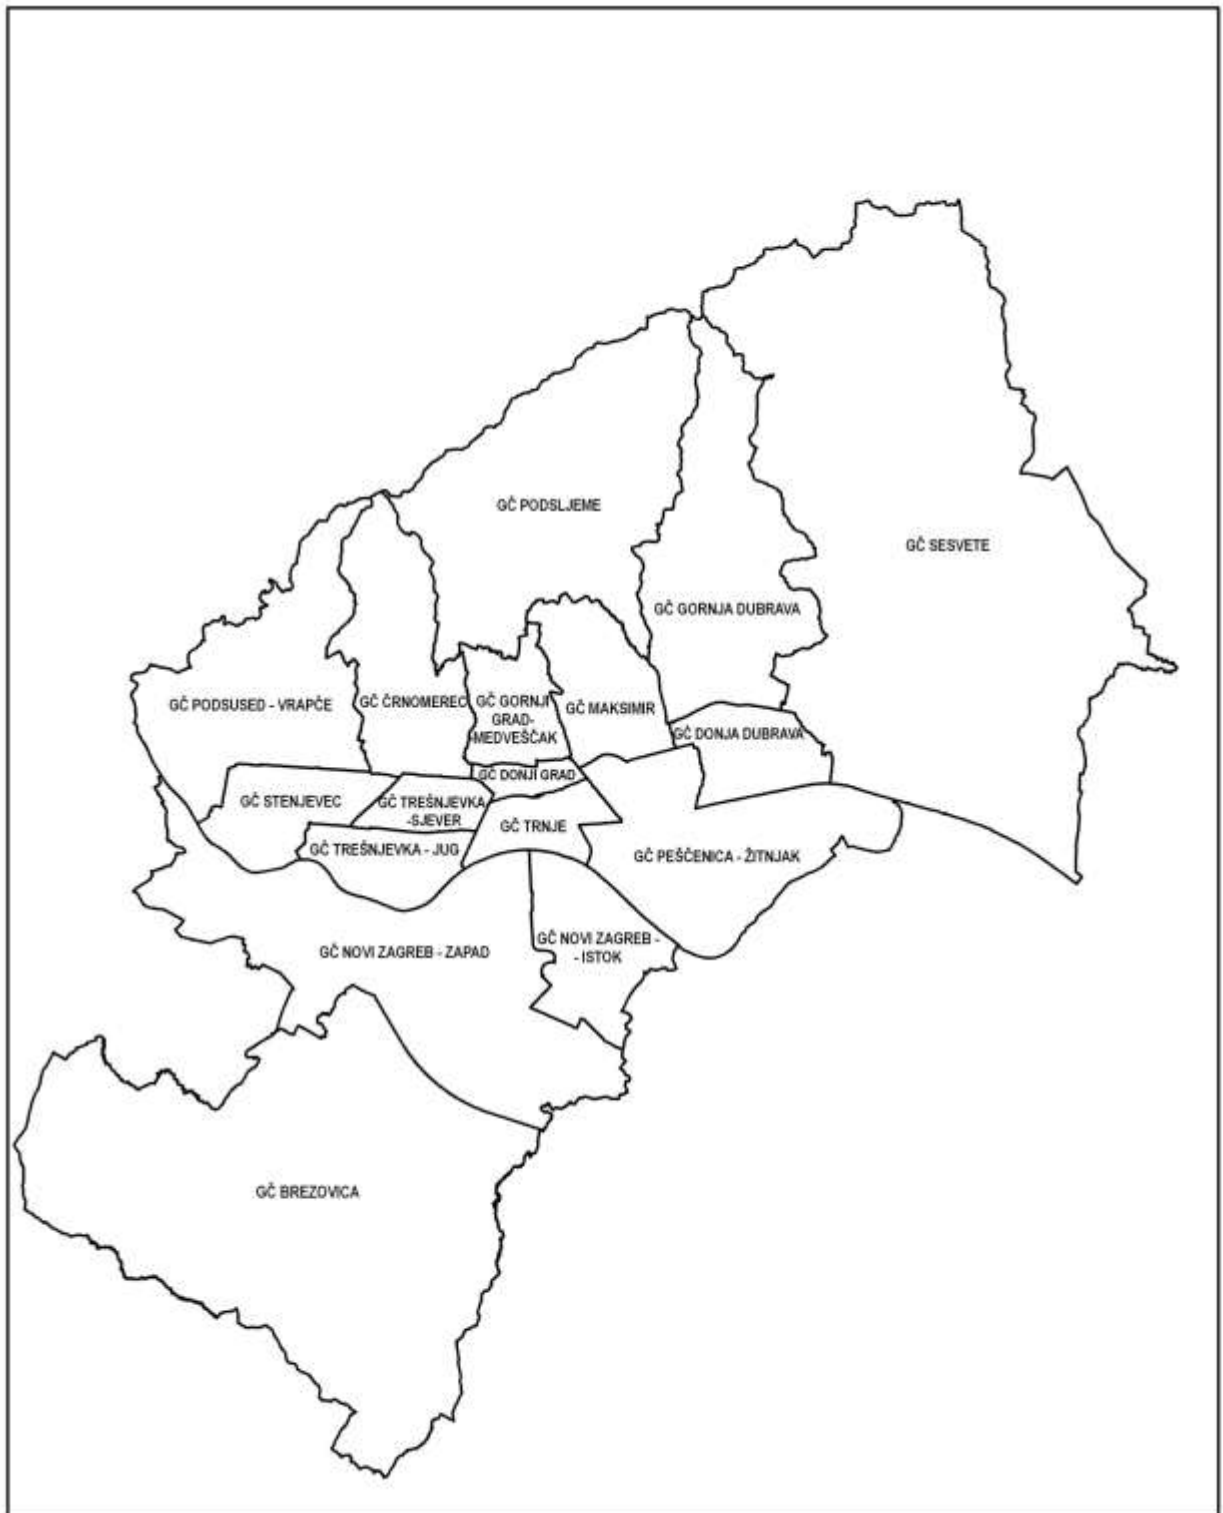 GČ PODSLJEME
GČ SESVETE
GČ GORNJA DUBRAVA
GČ PODSUSED - VRAPČE
GČ ČRNOMEREC
GČ GORNJI
GRAD-
-MEDVEŠČAK
GČ MAKSIMIR
GČ DONJA DUBRAVA
GČ DONJI GRAD
GČ STENJEVEC
GČ TREŠNJEVKA
-SJEVER
GČ TRNJE
GČ TREŠNJEVKA - JUG
GČ PEŠČENICA - ŽITNJAK
GČ NOVI ZAGREB - ZAPAD
GČ NOVI ZAGREB -
- ISTOK
GČ BREZOVICA